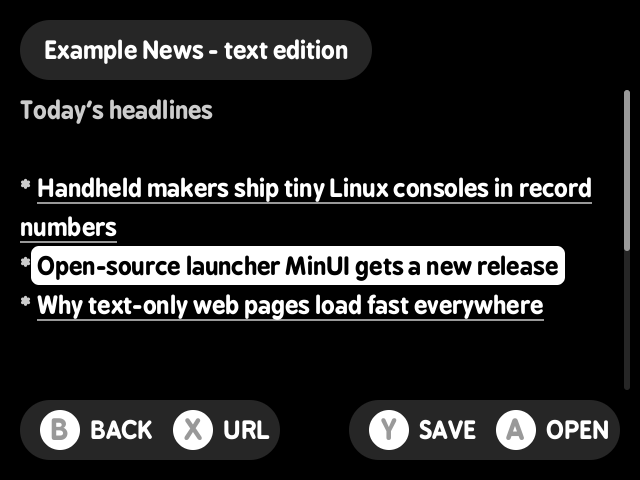 Example News - text edition
Today's headlines
* Handheld makers ship tiny Linux consoles in record
numbers
* Open-source launcher MinUI gets a new release
* Why text-only web pages load fast everywhere
B BACK X URL Y SAVE A OPEN